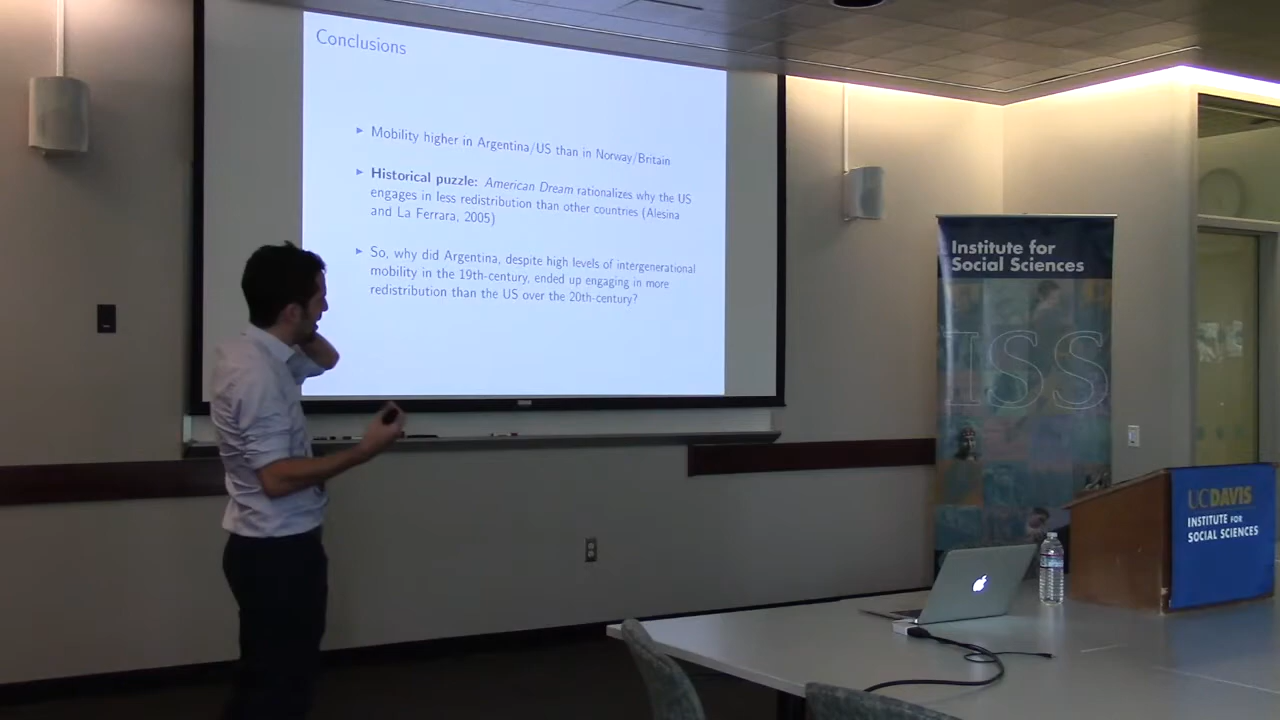 Conclusions
Mobility higher in Argentina/US than in Norway/Britain
Historical puzzle: American Dream rationalizes why the US
engages in less redistribution than other countries (Alesina
and La Ferrara, 2005)
So, why did Argentina, despite high levels of intergenerational
mobility in the 19th-century, ended up engaging in more
redistribution than the US over the 20th-century?
Institute for
Social Sciences
ISS
UCDAVIS
INSTITUTE FOR
SOCIAL SCIENCES